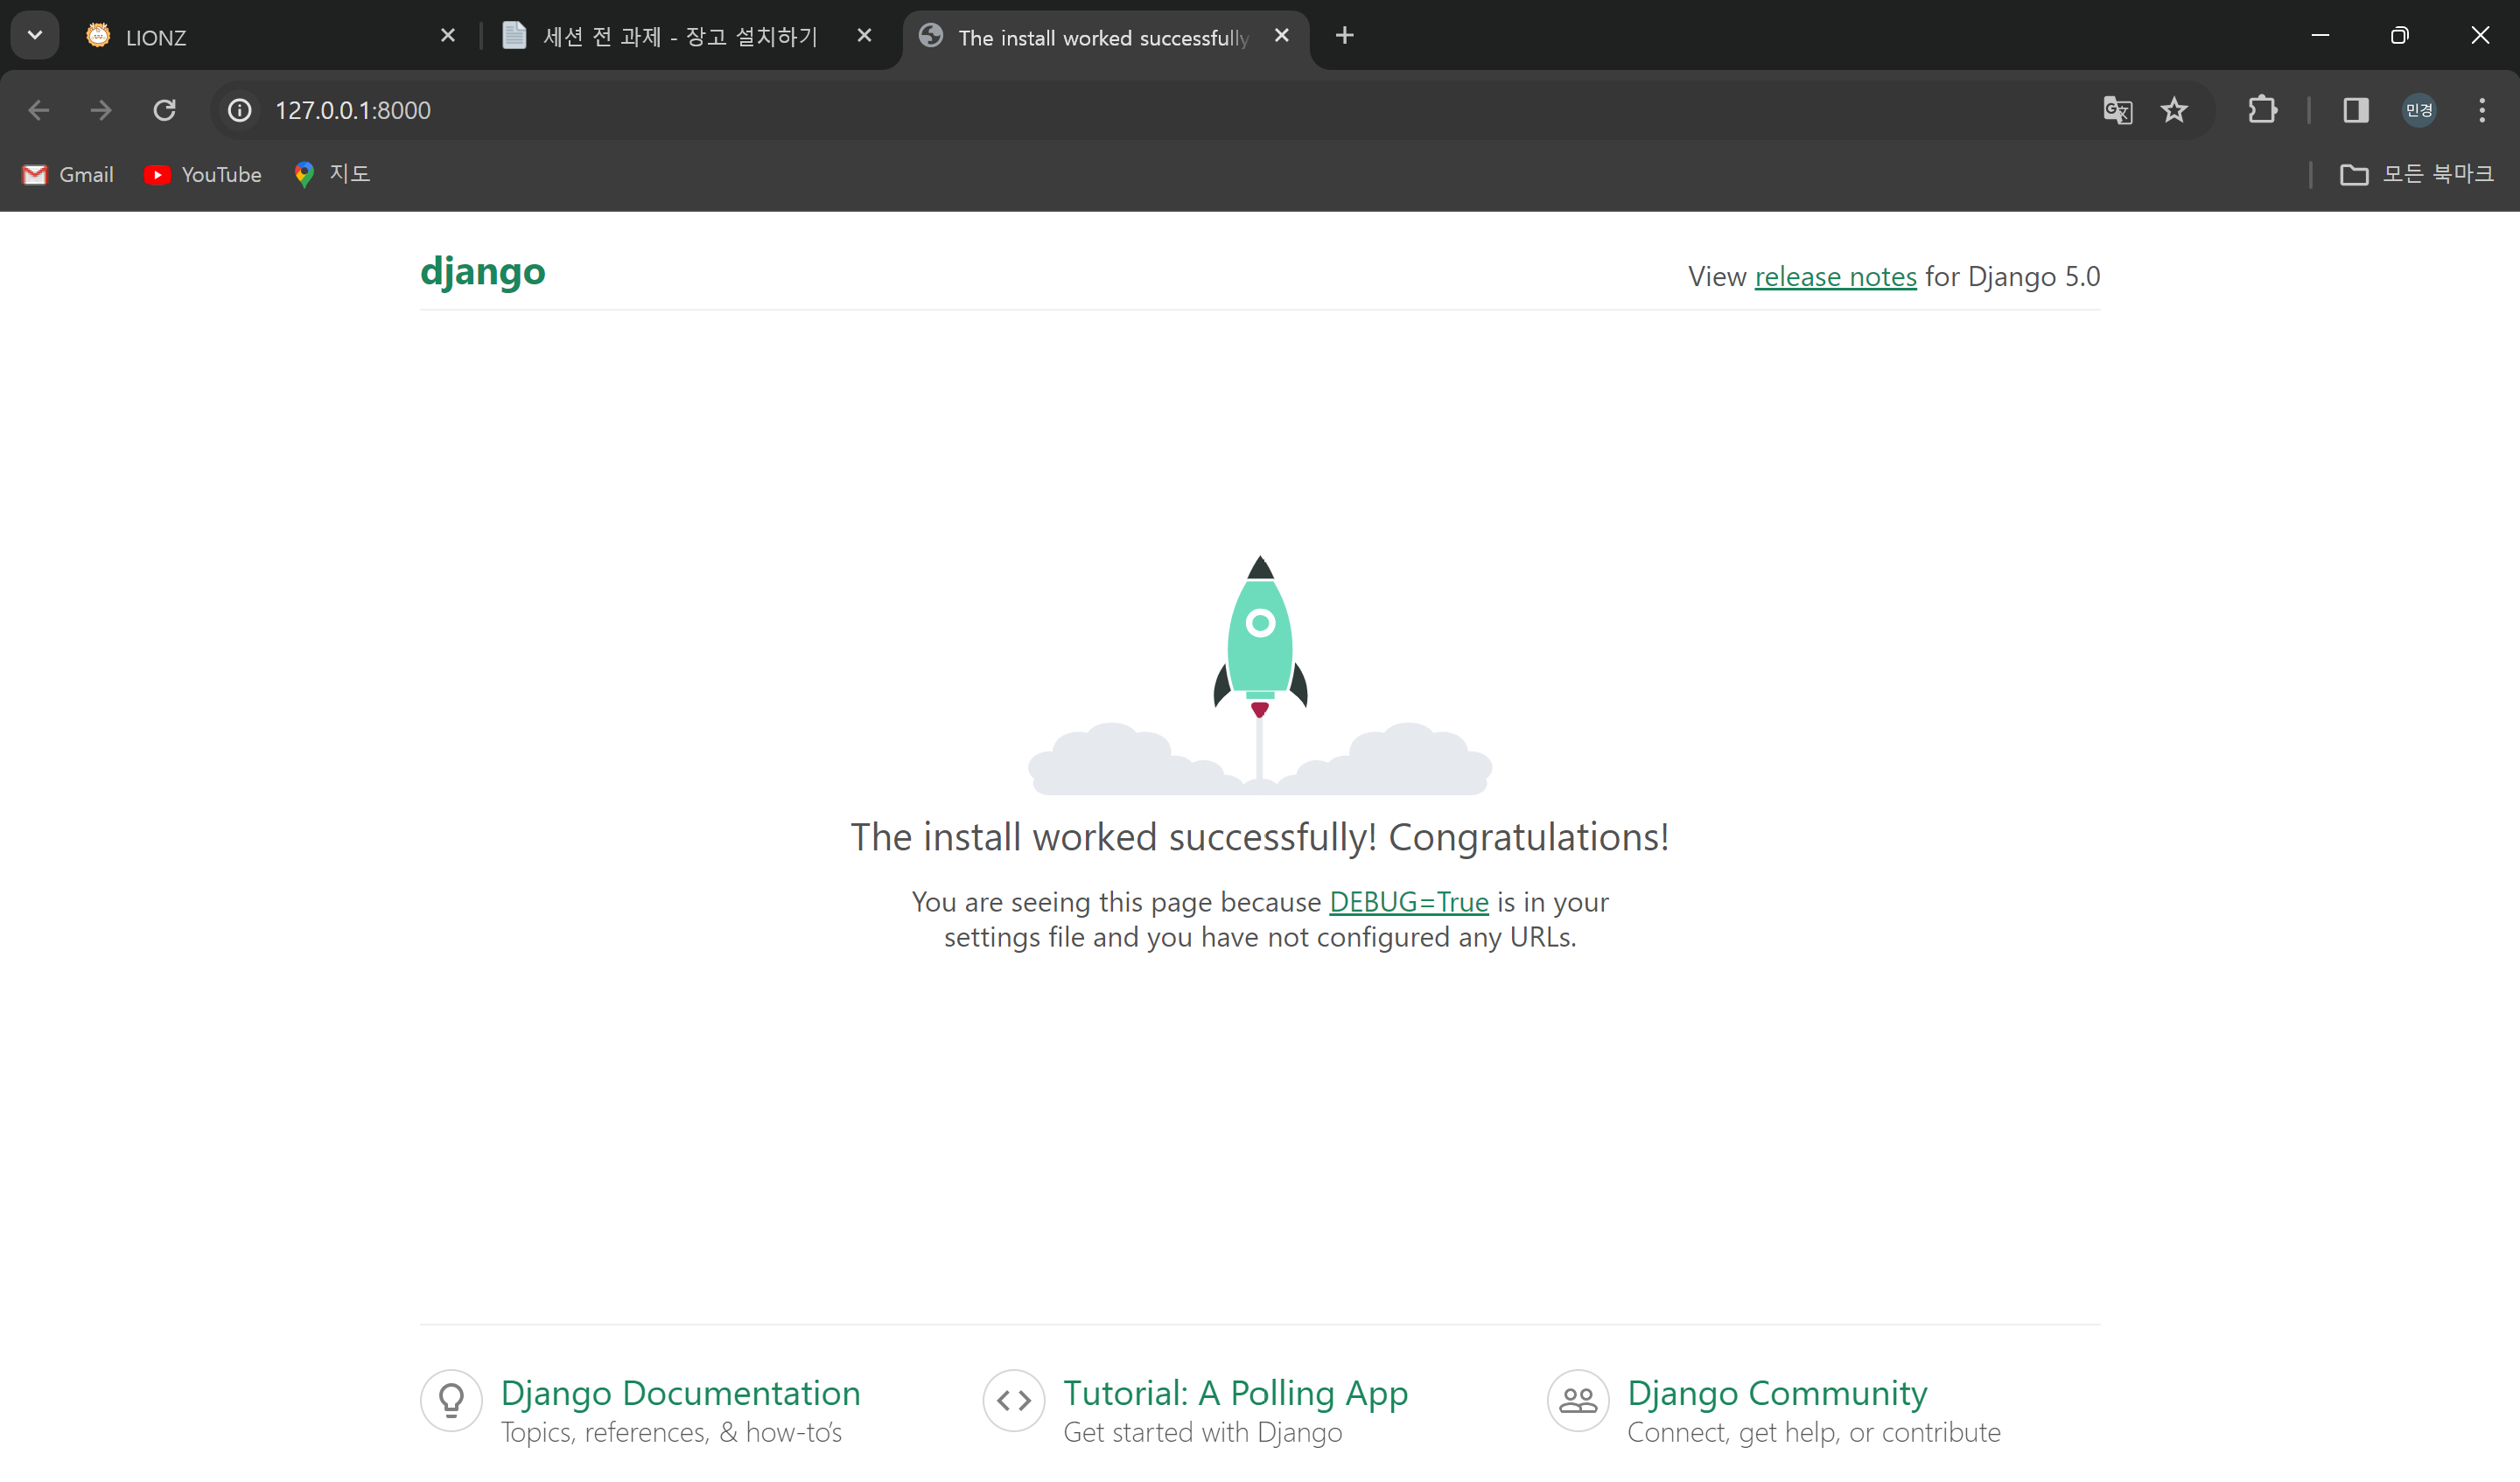 LIONZ
세션 전 과제 - 장고 설치하기
The install worked successfully
127.0.0.1:8000
민경
Gmail
YouTube
지도
모든 북마크
django
View release notes for Django 5.0
The install worked successfully! Congratulations!
You are seeing this page because DEBUG=True is in your
settings file and you have not configured any URLs.
Django Documentation
Topics, references, & how-to’s
Tutorial: A Polling App
Get started with Django
Django Community
Connect, get help, or contribute